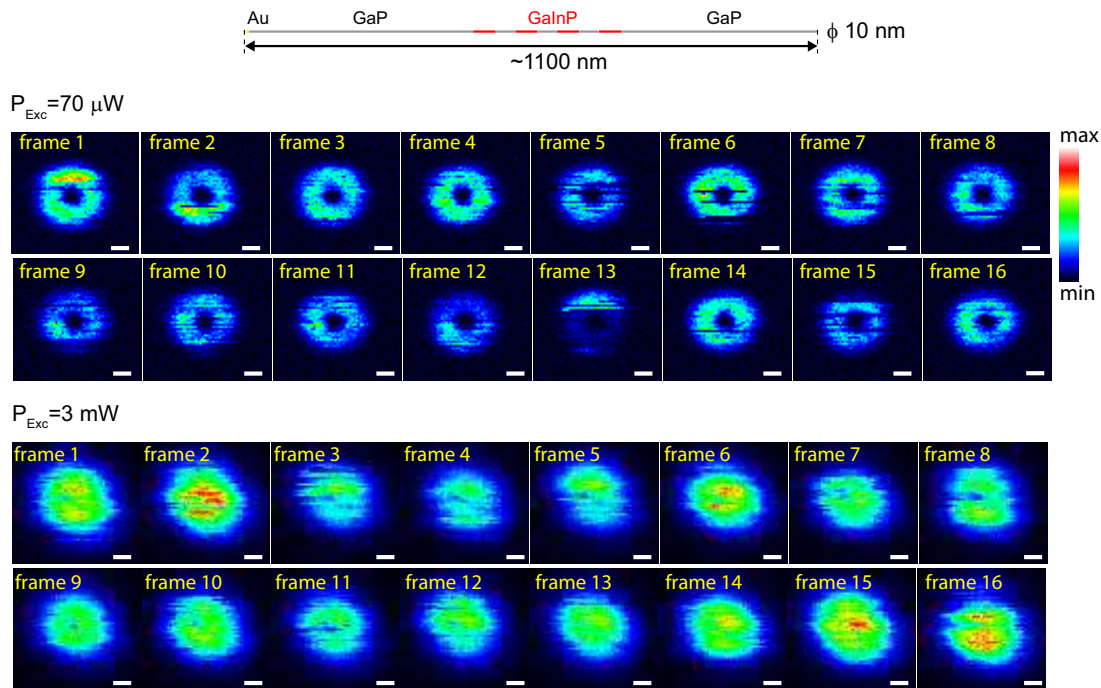 Au GaP GaInP GaP
ϕ 10 nm
~1100 nm
P_Exc=70 μW
frame 1 frame 2 frame 3 frame 4 frame 5 frame 6 frame 7 frame 8
max
frame 9 frame 10 frame 11 frame 12 frame 13 frame 14 frame 15 frame 16
min
P_Exc=3 mW
frame 1 frame 2 frame 3 frame 4 frame 5 frame 6 frame 7 frame 8
frame 9 frame 10 frame 11 frame 12 frame 13 frame 14 frame 15 frame 16